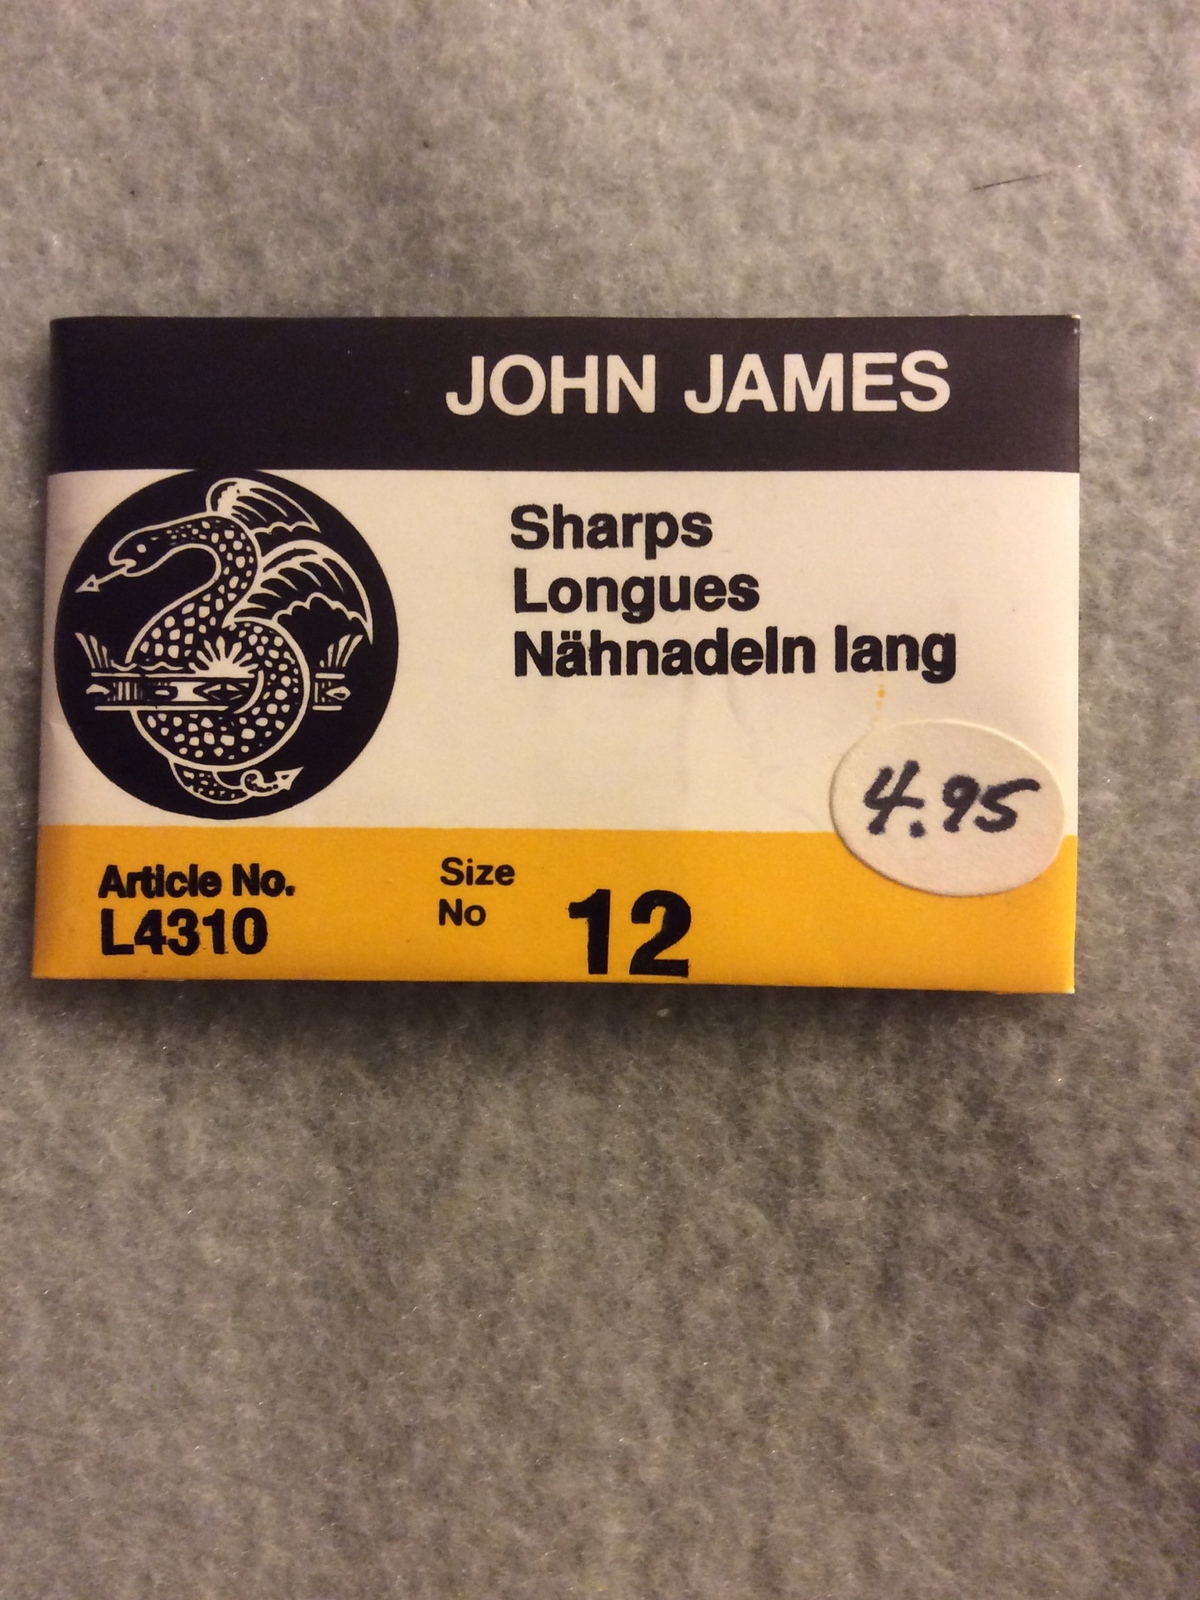 JOHN JAMES
Sharps
Longues
Nähnadeln lang
4.95
Article No.
L4310
Size
No
12